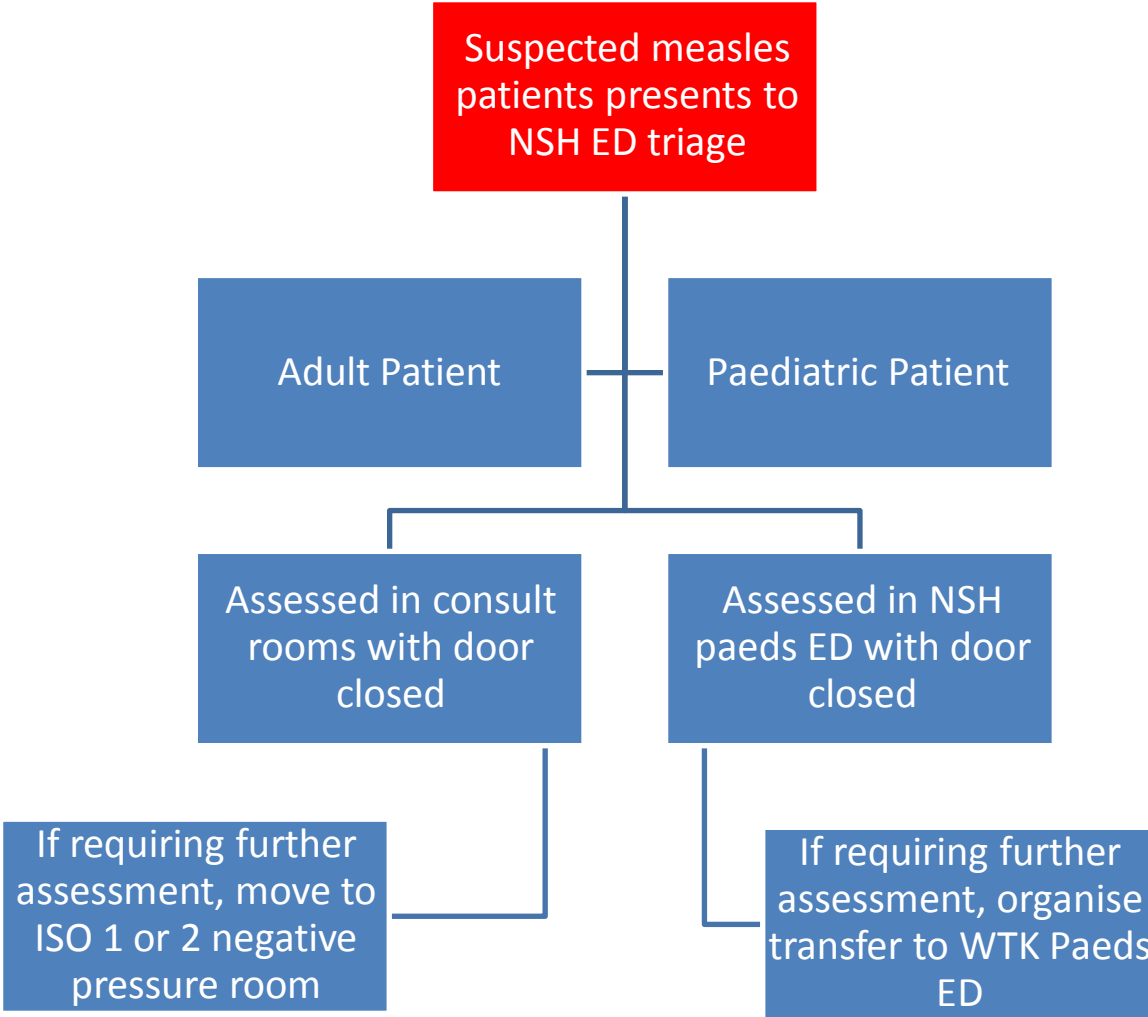 Suspected measles
patients presents to
NSH ED triage
Adult Patient
Paediatric Patient
Assessed in consult
rooms with door
closed
Assessed in NSH
paeds ED with door
closed
If requiring further
assessment, move to
ISO 1 or 2 negative
pressure room
If requiring further
assessment, organise
transfer to WTK Paeds
ED